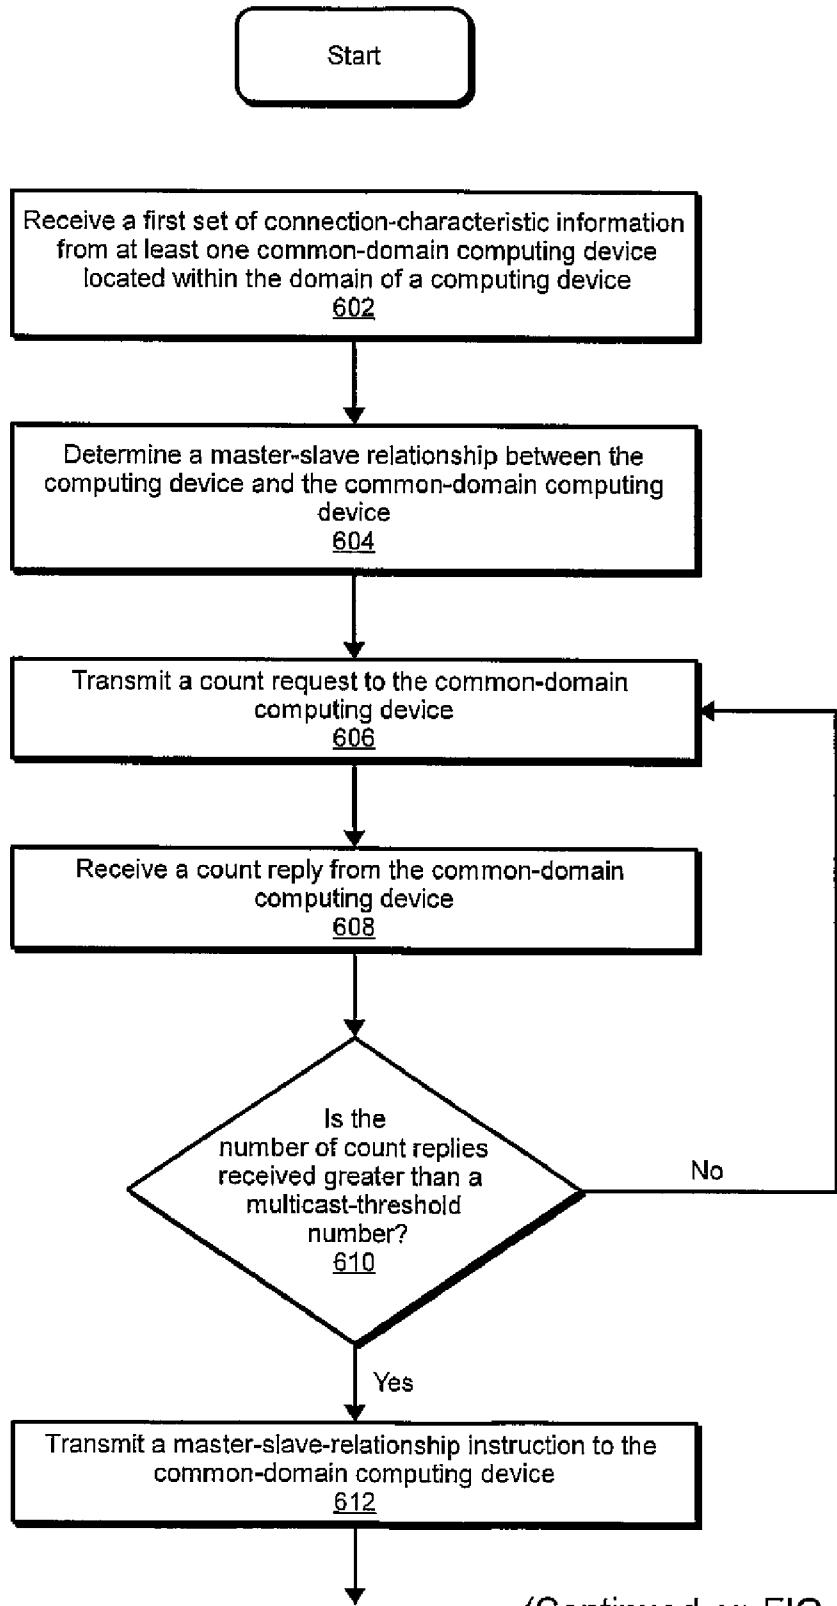 Start
Receive a first set of connection-characteristic information
from at least one common-domain computing device
located within the domain of a computing device
602
Determine a master-slave relationship between the
computing device and the common-domain computing
device
604
Transmit a count request to the common-domain
computing device
606
Receive a count reply from the common-domain
computing device
608
Is the
number of count replies
received greater than a
multicast-threshold
number?
610
No
Yes
Transmit a master-slave-relationship instruction to the
common-domain computing device
612
(Continued on FIG